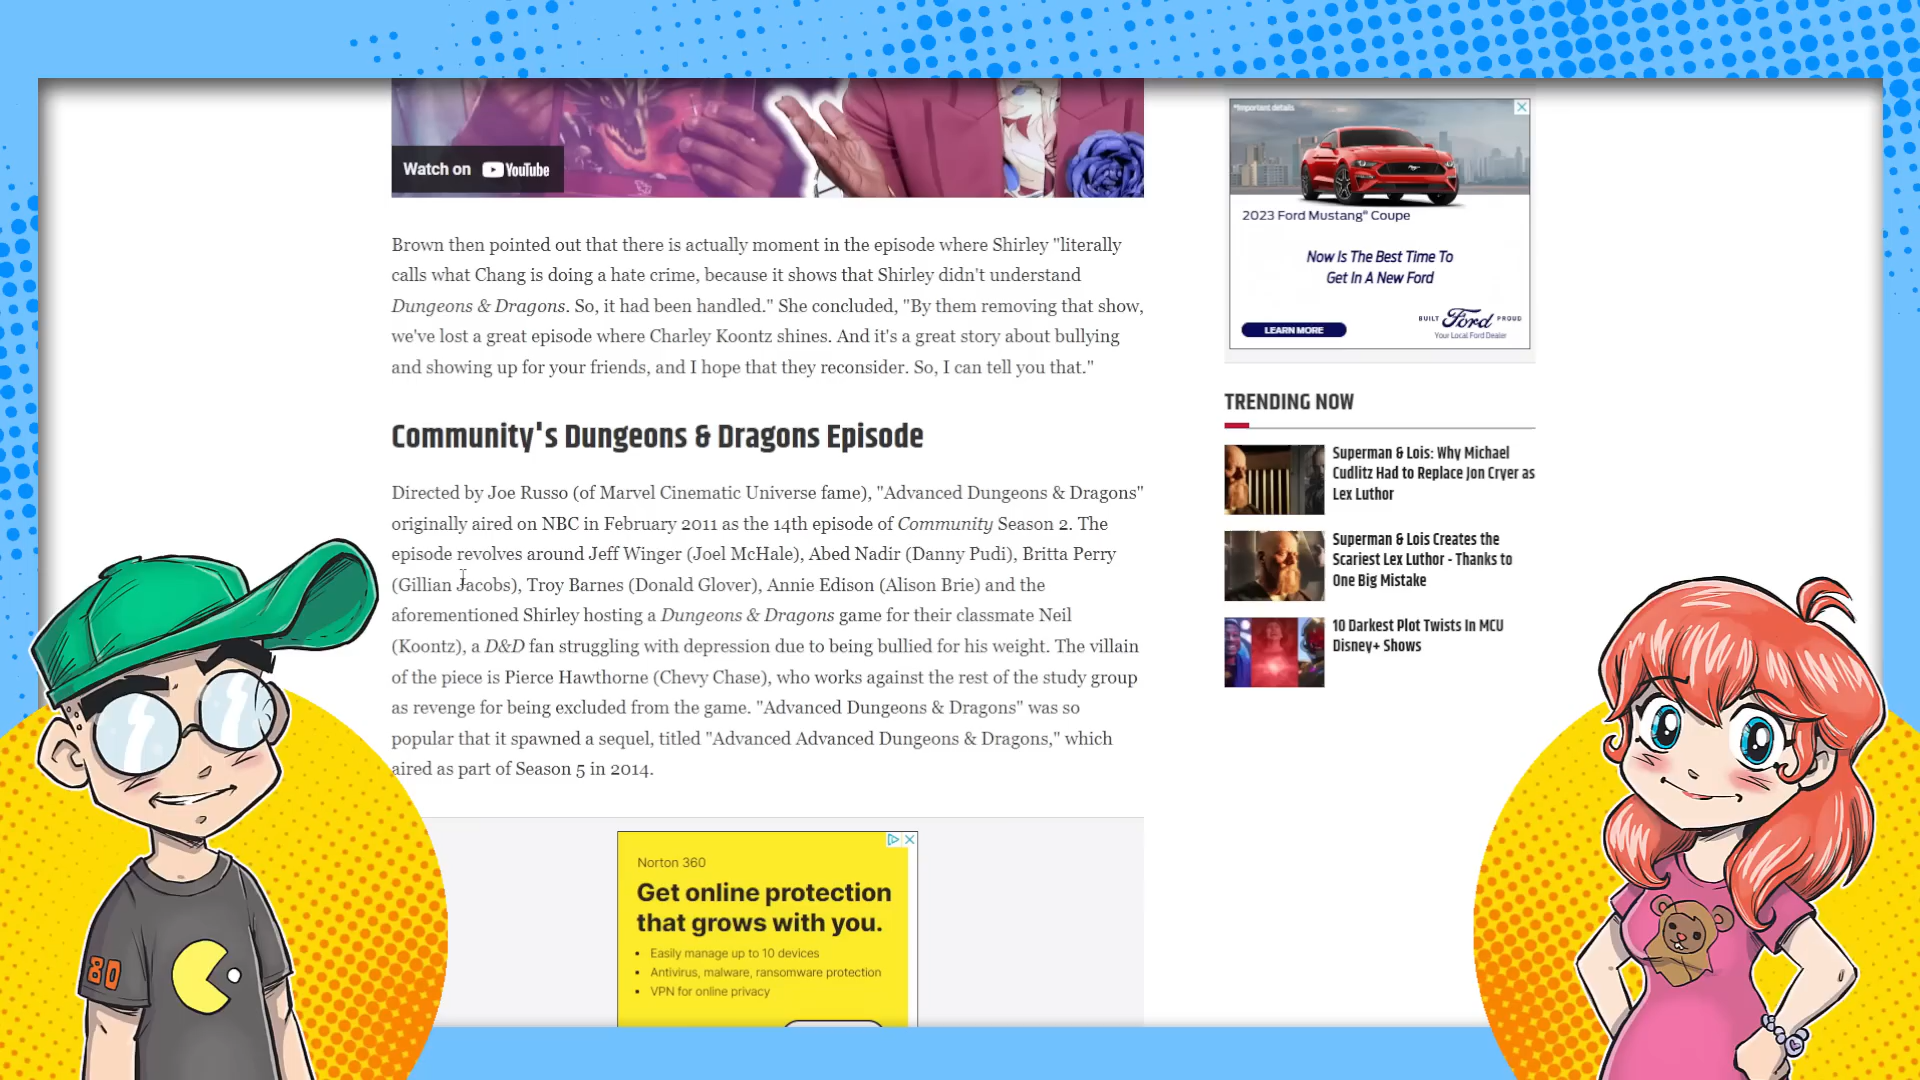 Watch on YouTube
Brown then pointed out that there is actually moment in the episode where Shirley "literally
calls what Chang is doing a hate crime, because it shows that Shirley didn't understand
Dungeons & Dragons. So, it had been handled." She concluded, "By them removing that show,
we've lost a great episode where Charley Koontz shines. And it's a great story about bullying
and showing up for your friends, and I hope that they reconsider. So, I can tell you that."
Community's Dungeons & Dragons Episode
Directed by Joe Russo (of Marvel Cinematic Universe fame), "Advanced Dungeons & Dragons"
originally aired on NBC in February 2011 as the 14th episode of Community Season 2. The
episode revolves around Jeff Winger (Joel McHale), Abed Nadir (Danny Pudi), Britta Perry
(Gillian Jacobs), Troy Barnes (Donald Glover), Annie Edison (Alison Brie) and the
aforementioned Shirley hosting a Dungeons & Dragons game for their classmate Neil
(Koontz), a D&D fan struggling with depression due to being bullied for his weight. The villain
of the piece is Pierce Hawthorne (Chevy Chase), who works against the rest of the study group
as revenge for being excluded from the game. "Advanced Dungeons & Dragons" was so
popular that it spawned a sequel, titled "Advanced Advanced Dungeons & Dragons," which
aired as part of Season 5 in 2014.
Norton 360
Get online protection
that grows with you.
• Easily manage up to 10 devices
• Antivirus, malware, ransomware protection
• VPN for online privacy
*Important details
2023 Ford Mustang® Coupe
Now Is The Best Time To
Get In A New Ford
LEARN MORE
BUILT Ford PROUD
Your Local Ford Dealer
TRENDING NOW
Superman & Lois: Why Michael
Cudlitz Had to Replace Jon Cryer as
Lex Luthor
Superman & Lois Creates the
Scariest Lex Luthor - Thanks to
One Big Mistake
10 Darkest Plot Twists In MCU
Disney+ Shows
80